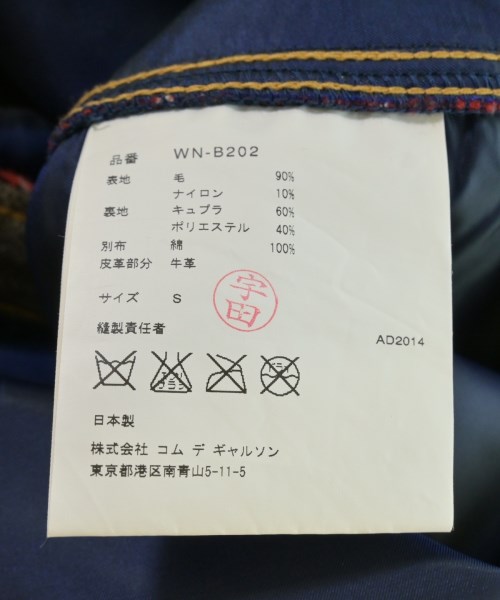 品番 WN-B202
表地 毛 90%
ナイロン 10%
裏地 キュプラ 60%
ポリエステル 40%
別布 綿 100%
皮革部分 牛革
サイズ S
宇田
縫製責任者
AD2014
日本製
株式会社 コム デ ギャルソン
東京都港区南青山5-11-5